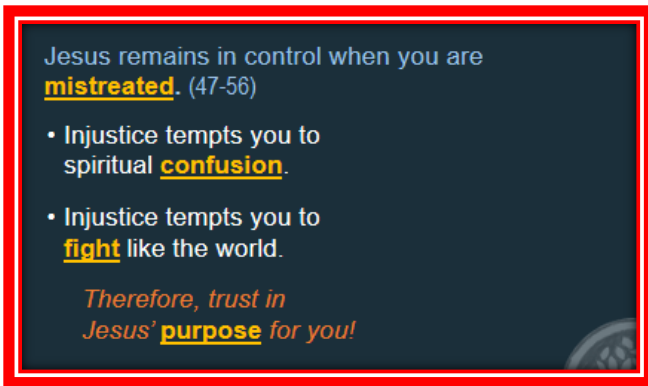 Jesus remains in control when you are
mistreated. (47-56)
• Injustice tempts you to
spiritual confusion.
• Injustice tempts you to
fight like the world.
Therefore, trust in
Jesus’ purpose for you!